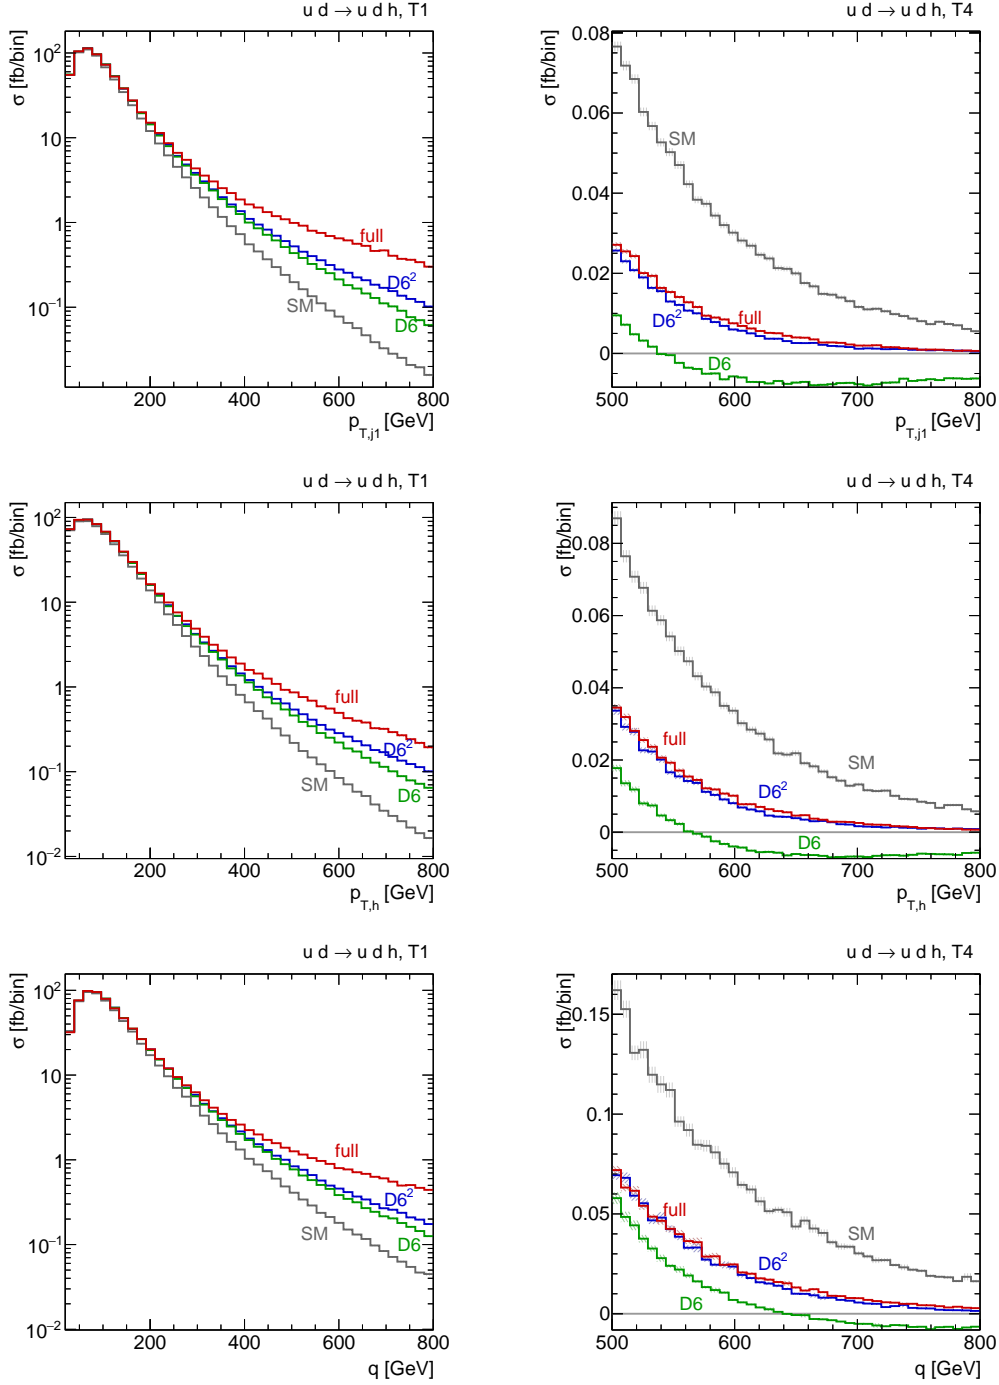 u d → u d h, T1
σ [fb/bin]
10²
10
1
10⁻¹
full
D6²
SM
D6
200 400 600 800
p_T,j1 [GeV]
u d → u d h, T4
σ [fb/bin]
0.08
0.06
0.04
0.02
0
SM
full
D6²
D6
500 600 700 800
p_T,j1 [GeV]
u d → u d h, T1
σ [fb/bin]
10²
10
1
10⁻¹
10⁻²
full
D6²
SM
D6
200 400 600 800
p_T,h [GeV]
u d → u d h, T4
σ [fb/bin]
0.08
0.06
0.04
0.02
0
full
SM
D6²
D6
500 600 700 800
p_T,h [GeV]
u d → u d h, T1
σ [fb/bin]
10²
10
1
10⁻¹
10⁻²
full
D6²
SM
D6
200 400 600 800
q [GeV]
u d → u d h, T4
σ [fb/bin]
0.15
0.1
0.05
0
full
SM
D6²
D6
500 600 700 800
q [GeV]